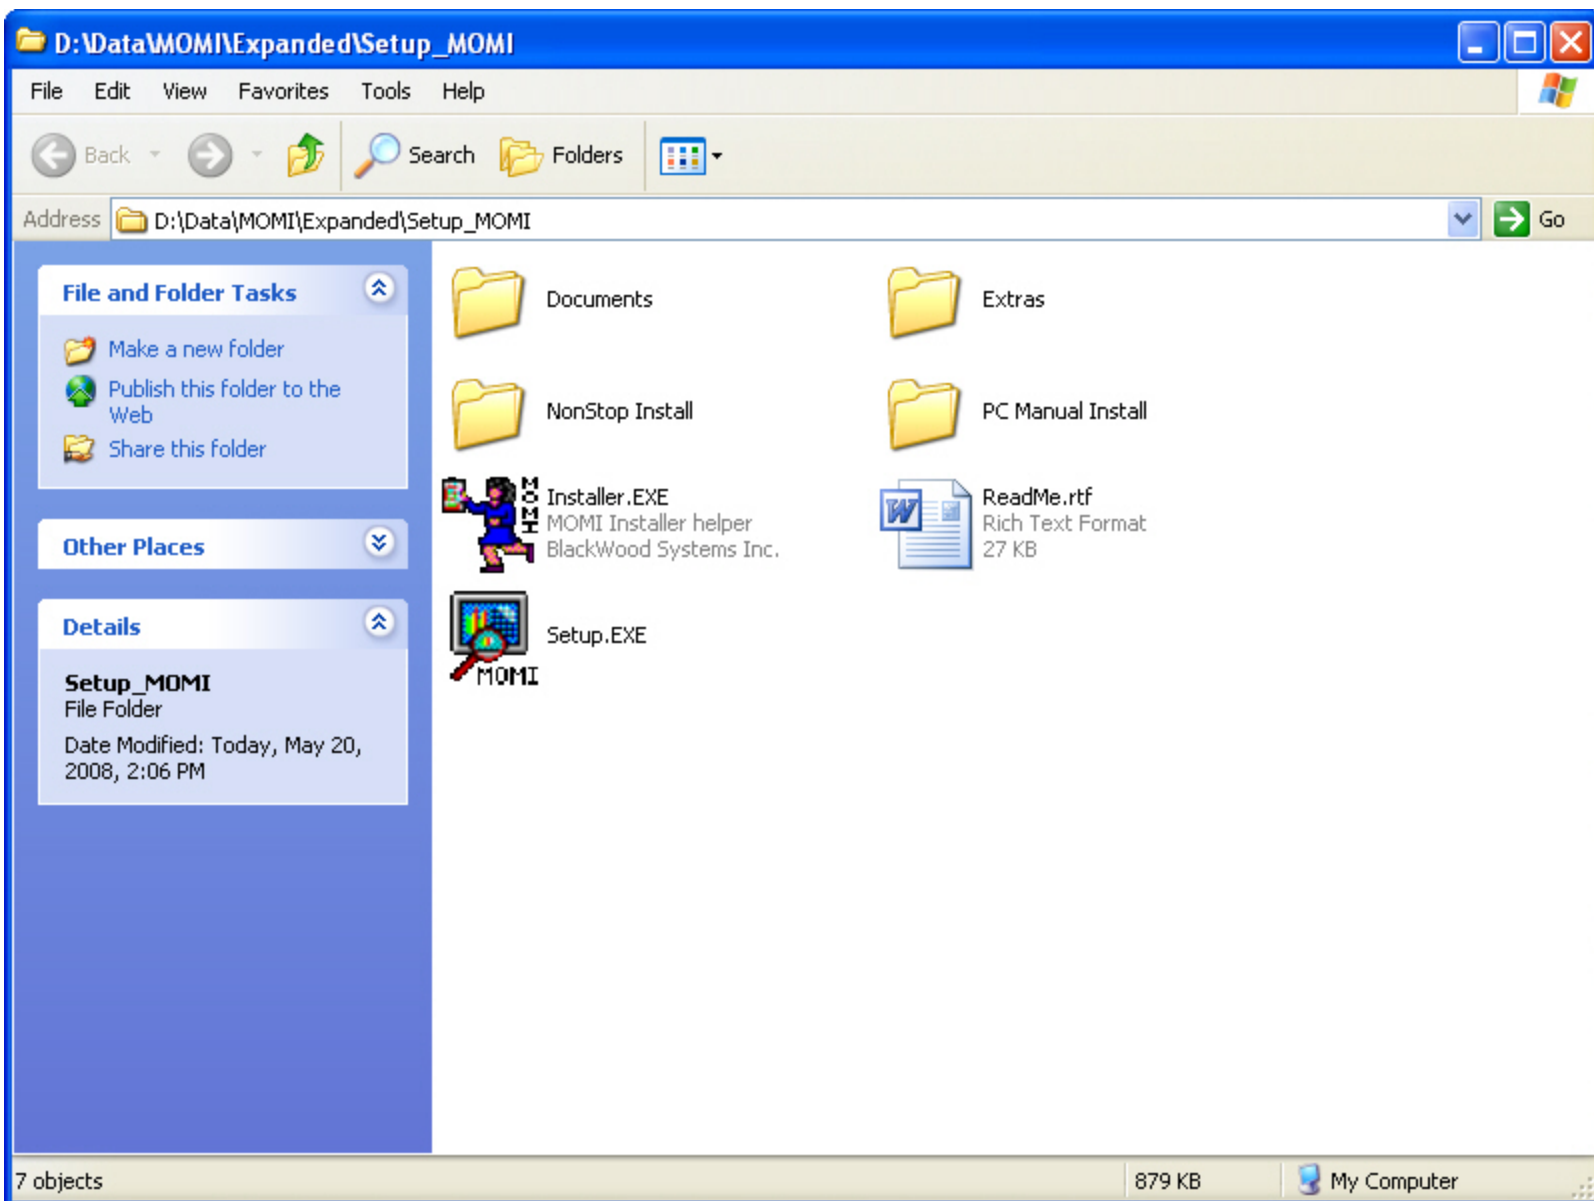 D:\Data\MOMI\Expanded\Setup_MOMI
File Edit View Favorites Tools Help
Back Search Folders
Address D:\Data\MOMI\Expanded\Setup_MOMI Go
File and Folder Tasks
Make a new folder
Publish this folder to the
Web
Share this folder
Other Places
Details
Setup_MOMI
File Folder
Date Modified: Today, May 20,
2008, 2:06 PM
Documents
Extras
NonStop Install
PC Manual Install
MOMI
Installer.EXE
MOMI Installer helper
BlackWood Systems Inc.
W
ReadMe.rtf
Rich Text Format
27 KB
MOMI
Setup.EXE
7 objects 879 KB My Computer